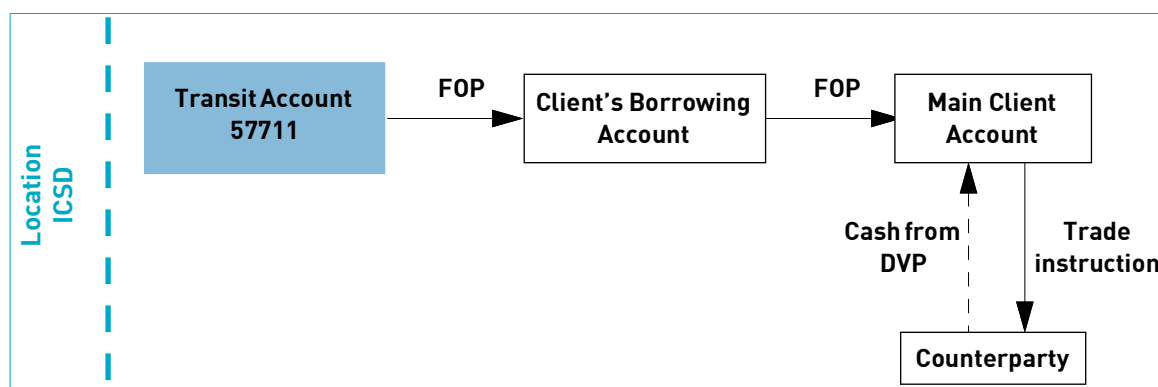 Location
ICSD
Transit Account
57711
FOP
Client’s Borrowing
Account
FOP
Main Client
Account
Cash from
DVP
Trade
instruction
Counterparty